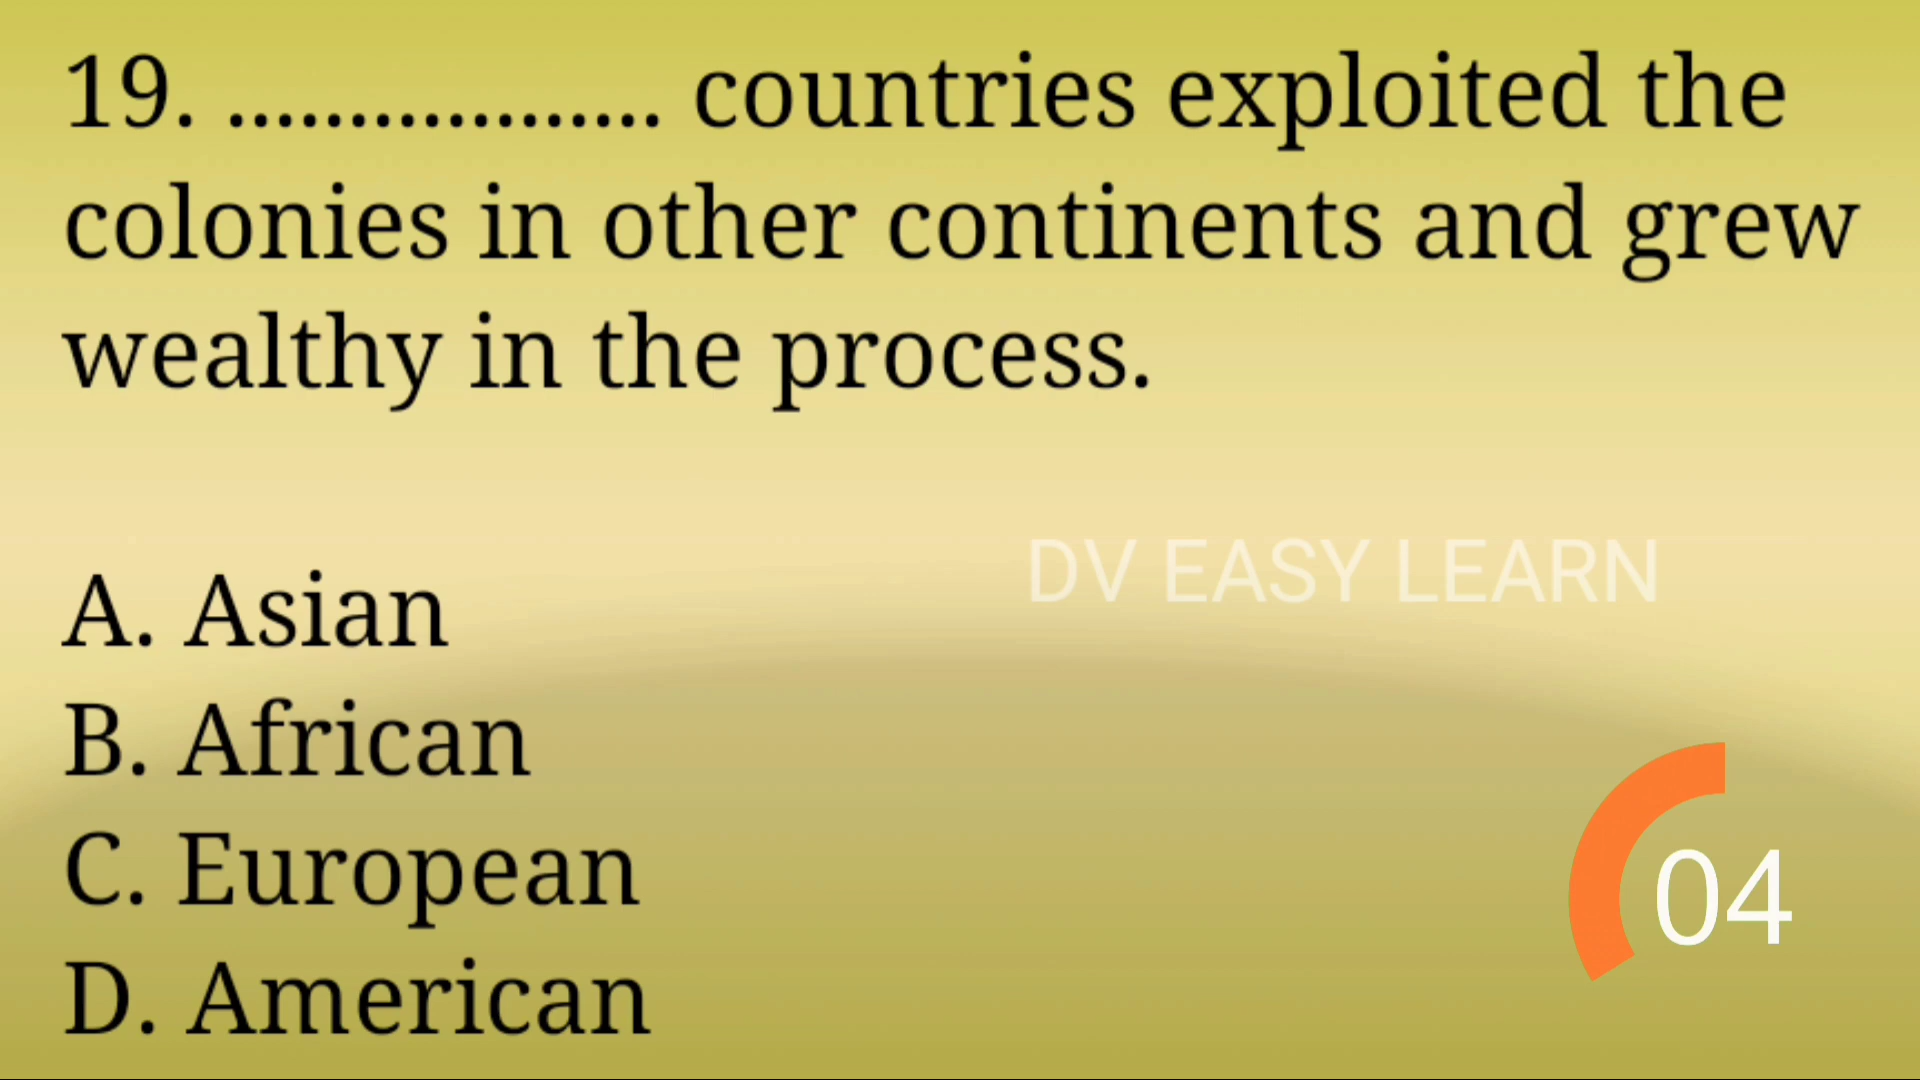 19. .................. countries exploited the
colonies in other continents and grew
wealthy in the process.
DV EASY LEARN
A. Asian
B. African
C. European
D. American
04